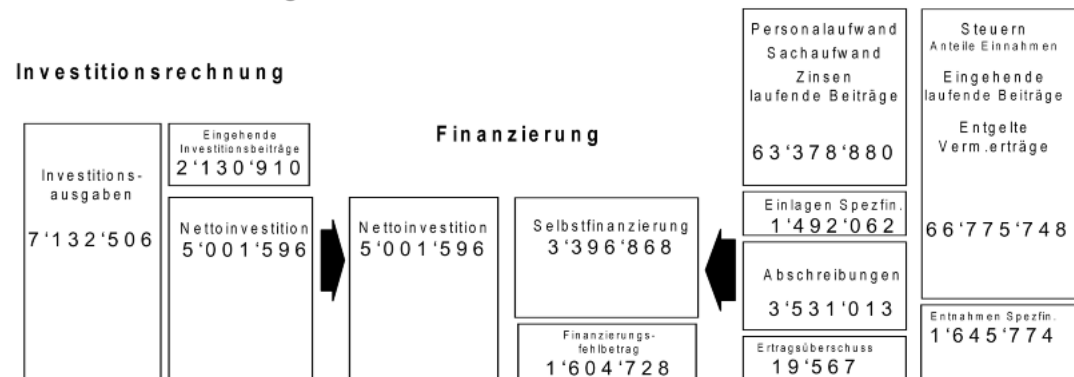 Investitionsrechnung
Investitions-
ausgaben
7‘132‘506
Eingehende
Investitionsbeiträge
2‘130‘910
Nettoinvestition
5‘001‘596
Finanzierung
Nettoinvestition
5‘001‘596
Selbstfinanzierung
3‘396‘868
Finanzierungs-
fehlbetrag
1‘604‘728
Personalaufwand
Sachaufwand
Zinsen
laufende Beiträge
63‘378‘880
Einlagen Spezfin.
1‘492‘062
Abschreibungen
3‘531‘013
Ertragsüberschuss
19‘567
Steuern
Anteile Einnahmen
Eingehende
laufende Beiträge
Entgelte
Verm.erträge
66‘775‘748
Entnahmen Spezfin.
1‘645‘774